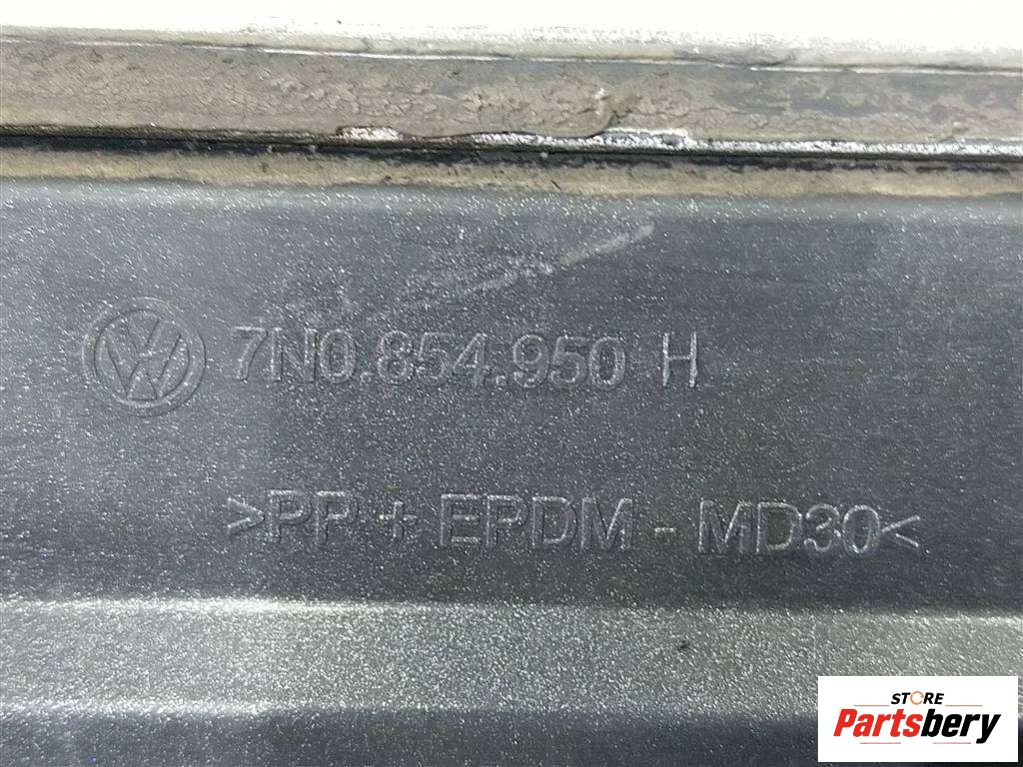 7N0.854.950 H
>PP + EPDM - MD30<
STORE
Partsbery